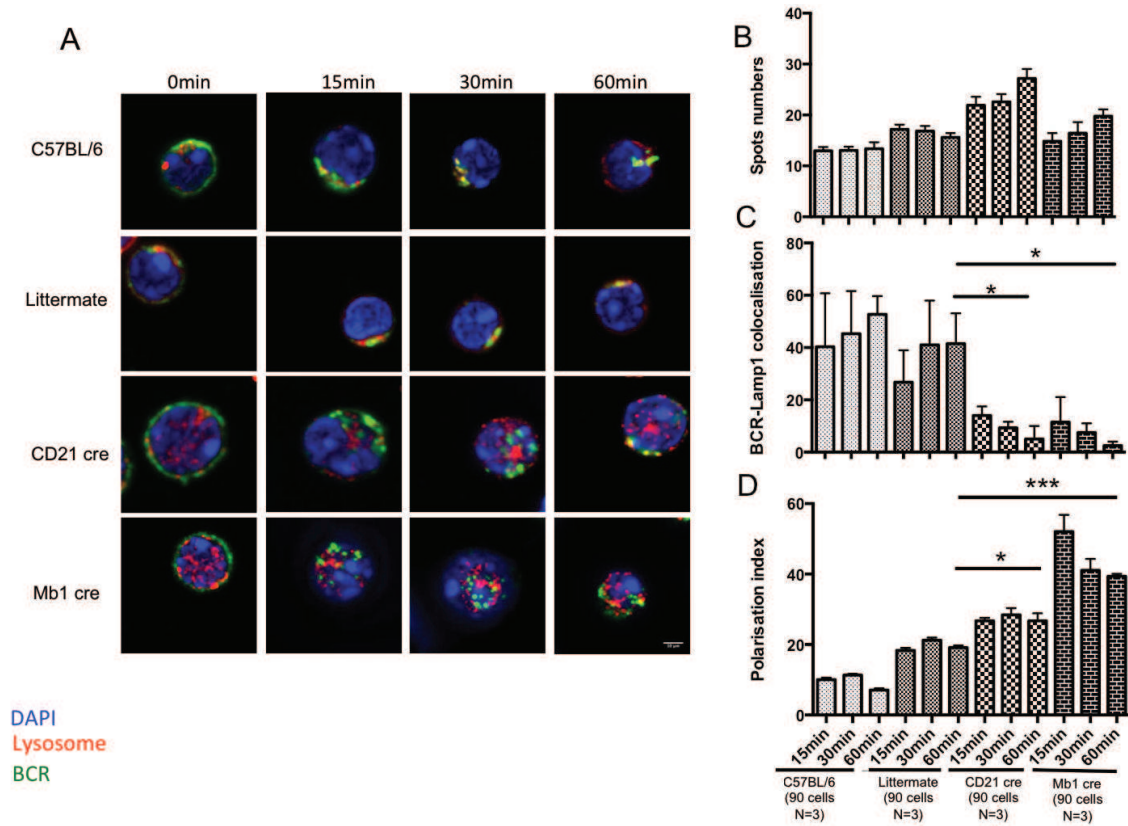 A
0min 15min 30min 60min
C57BL/6
Littermate
CD21 cre
Mb1 cre
DAPI
Lysosome
BCR
B
Spots numbers
40
30
20
10
0
C
BCR-Lamp1 colocalisation
80
60
40
20
0
*
*
D
Polarisation index
60
40
20
0
***
*
15min 30min 60min 15min 30min 60min 15min 30min 60min 15min 30min 60min
C57BL/6
(90 cells
N=3)
Littermate
(90 cells
N=3)
CD21 cre
(90 cells
N=3)
Mb1 cre
(90 cells
N=3)